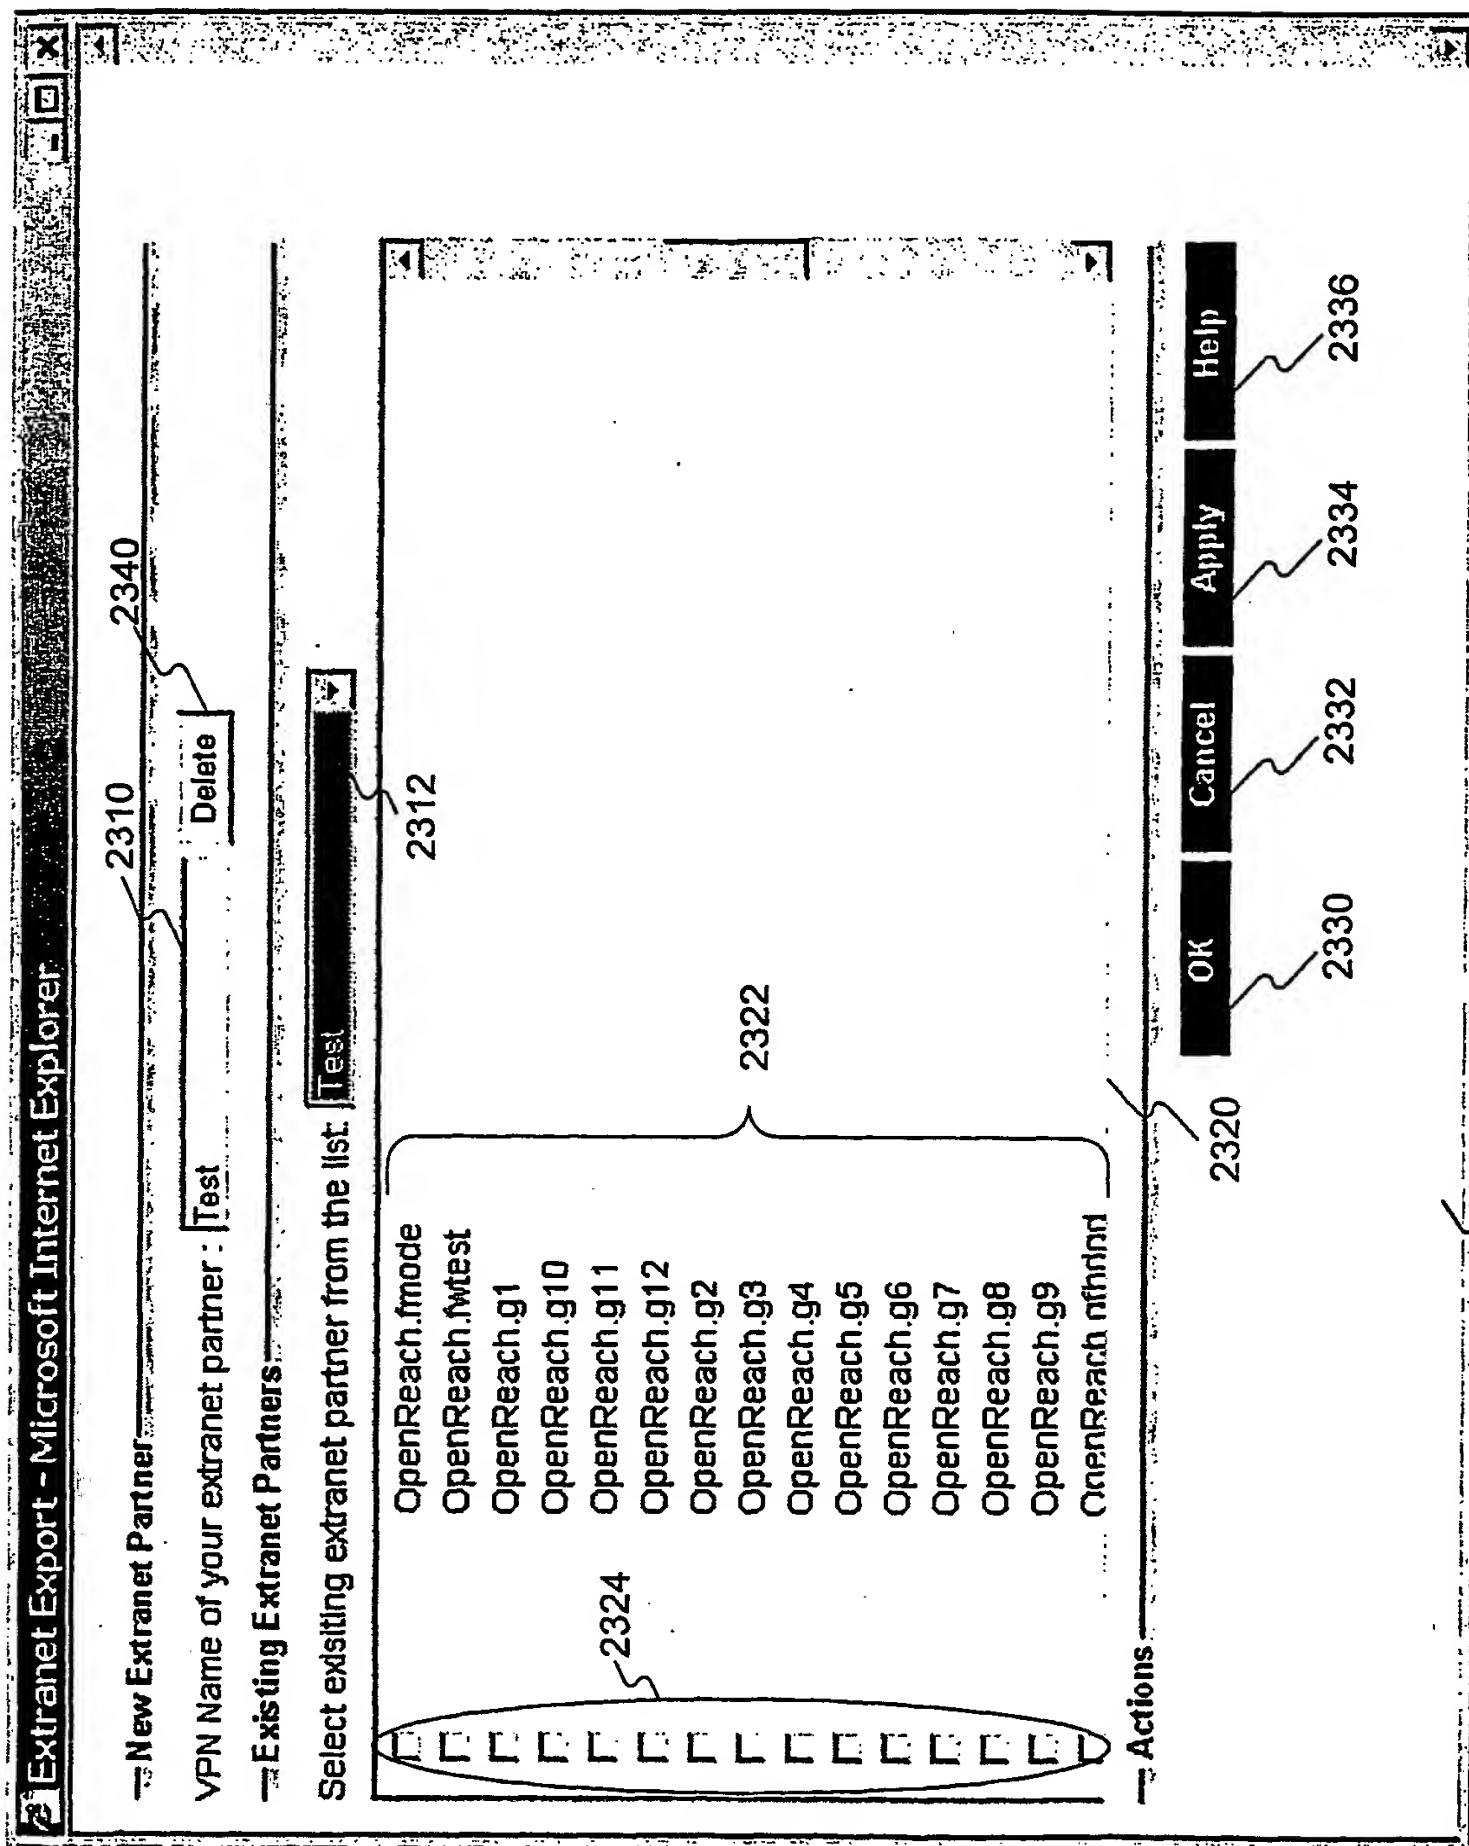 Extranet Export - Microsoft Internet Explorer
New Extranet Partner
2310
2340
VPN Name of your extranet partner : Test
Delete
Existing Extranet Partners
Select exisiting extranet partner from the list: Test
2312
2324
OpenReach.fmode
OpenReach.fwtest
OpenReach.g1
OpenReach.g10
OpenReach.g11
OpenReach.g12
OpenReach.g2
OpenReach.g3
OpenReach.g4
OpenReach.g5
OpenReach.g6
OpenReach.g7
OpenReach.g8
OpenReach.g9
2322
2320
Actions
OK
Cancel
Apply
Help
2330
2332
2334
2336